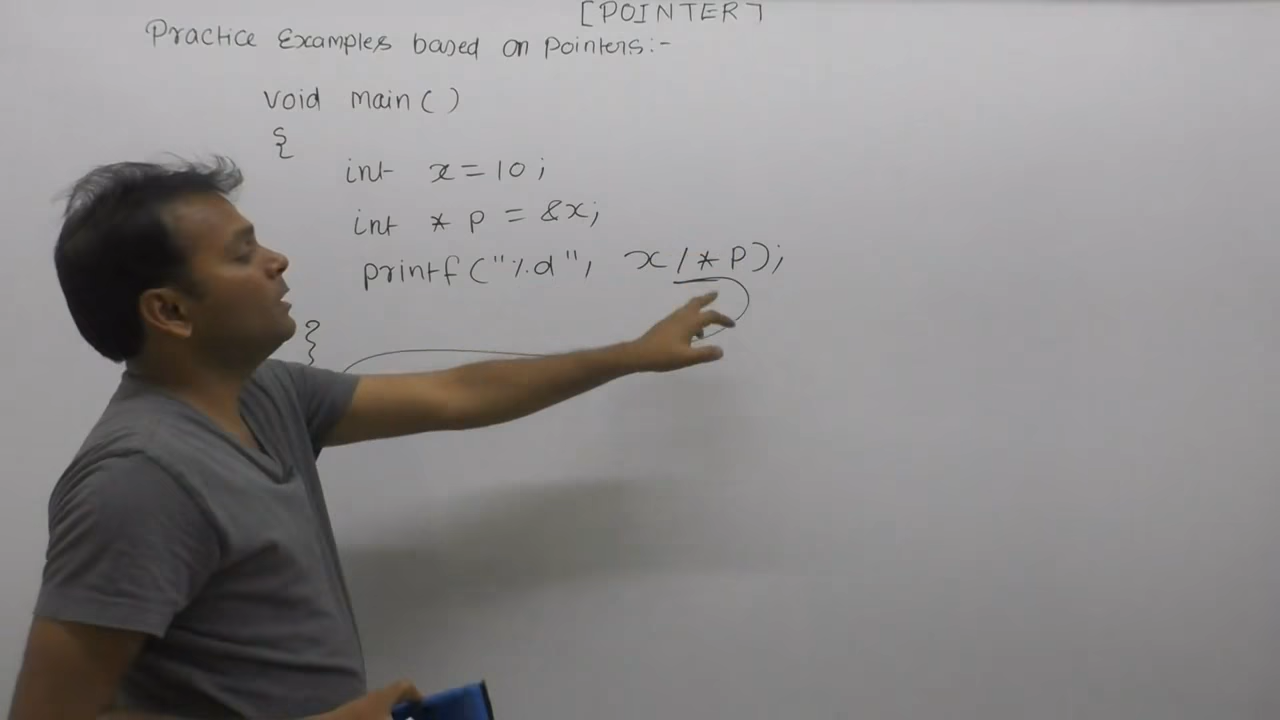 [POINTER]
Practice Examples based on Pointers:-
void main( )
{
int x=10;
int * p = &x;
printf("%d", x/*p);
}